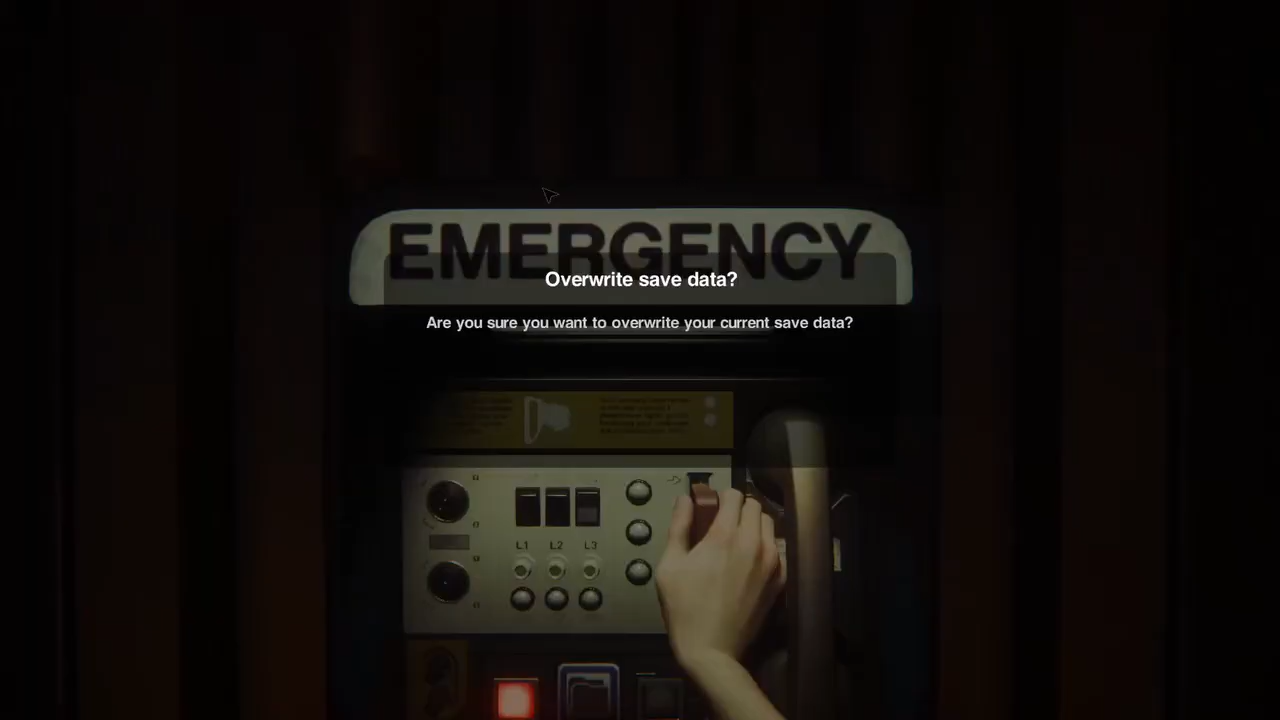 EMERGENCY
Overwrite save data?
Are you sure you want to overwrite your current save data?
L1 L2 L3